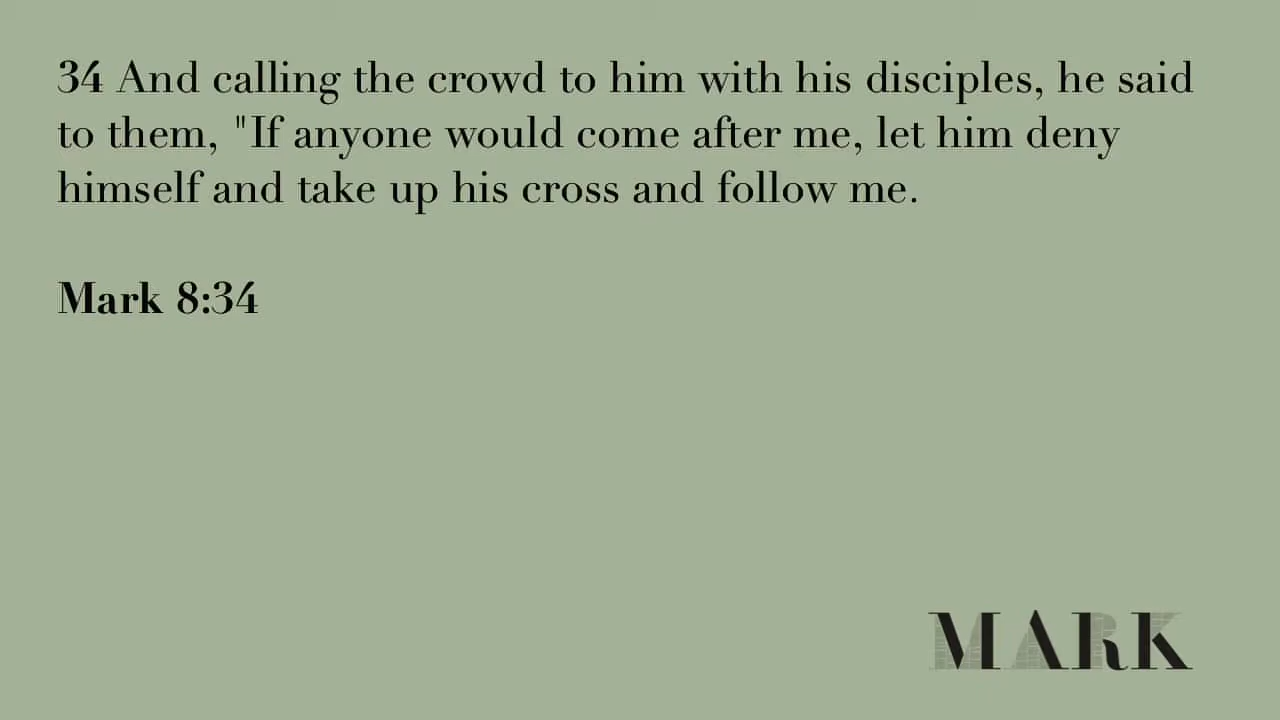 34 And calling the crowd to him with his disciples, he said
to them, "If anyone would come after me, let him deny
himself and take up his cross and follow me.
Mark 8:34
MARK